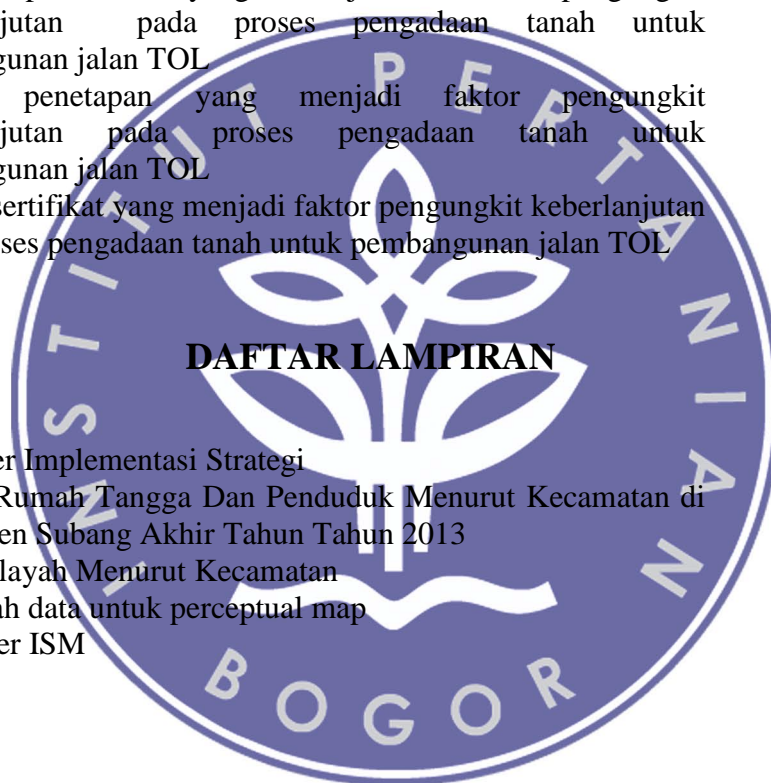 jutan pada proses pengadaan tanah untuk
gunan jalan TOL
penetapan yang menjadi faktor pengungkit
jutan pada proses pengadaan tanah untuk
gunan jalan TOL
sertifikat yang menjadi faktor pengungkit keberlanjutan
ses pengadaan tanah untuk pembangunan jalan TOL
DAFTAR LAMPIRAN
er Implementasi Strategi
Rumah Tangga Dan Penduduk Menurut Kecamatan di
en Subang Akhir Tahun Tahun 2013
layah Menurut Kecamatan
ah data untuk perceptual map
er ISM
INSTITUT PERTANIAN
BOGOR